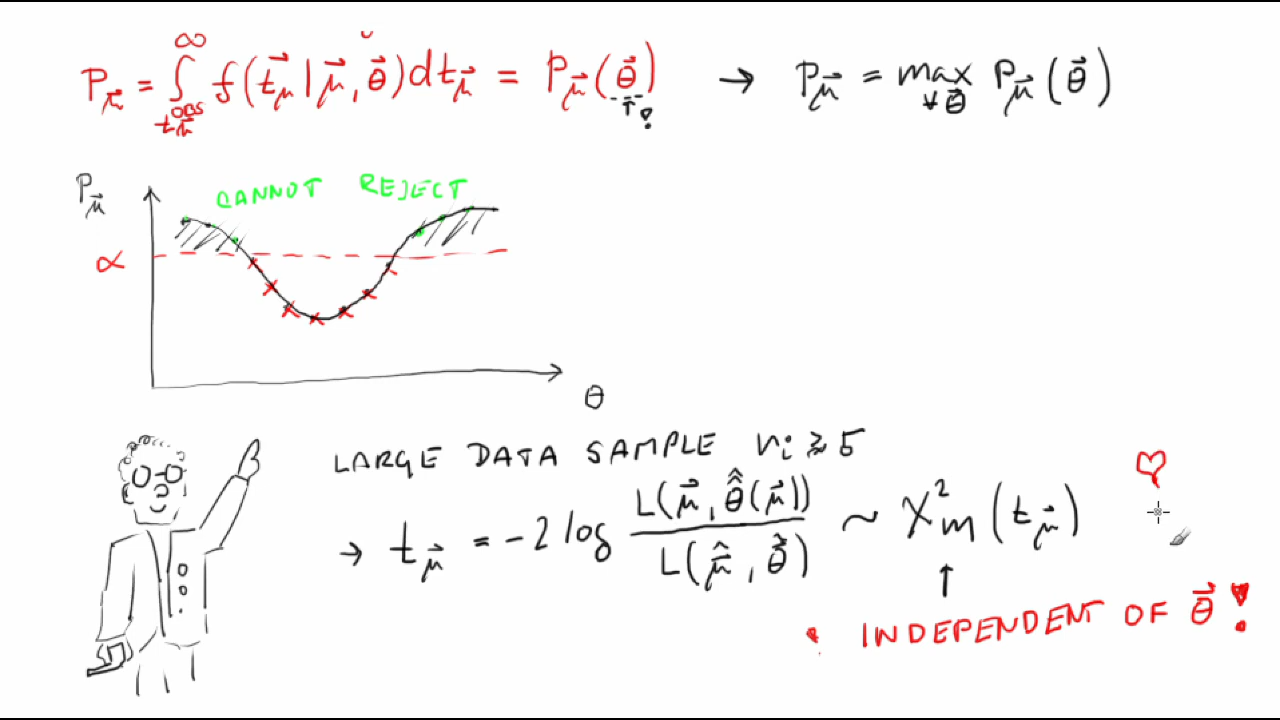 P_μ⃗ = ∫_{t_μ⃗^OBS}^∞ f(t⃗_μ | μ⃗, θ⃗) dt_μ⃗ = P_μ⃗(θ⃗) → P_μ⃗ = max_{∀θ⃗} P_μ⃗(θ⃗)
P_μ⃗
CANNOT REJECT
α
θ
LARGE DATA SAMPLE n_i ≳ 5
→ t_μ⃗ = -2 log L(μ⃗, θ̂̂(μ⃗)) / L(μ̂⃗, θ̂⃗) ~ χ²_m (t_μ⃗)
↑
INDEPENDENT OF θ⃗ !